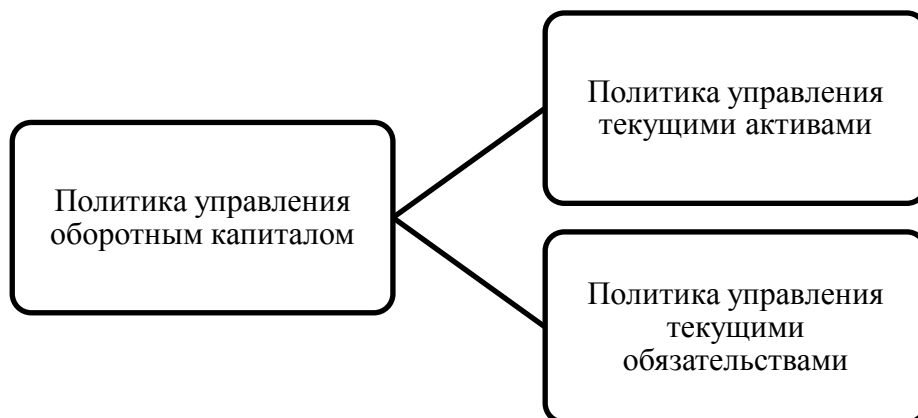 Политика управления
текущими активами
Политика управления
оборотным капиталом
Политика управления
текущими
обязательствами